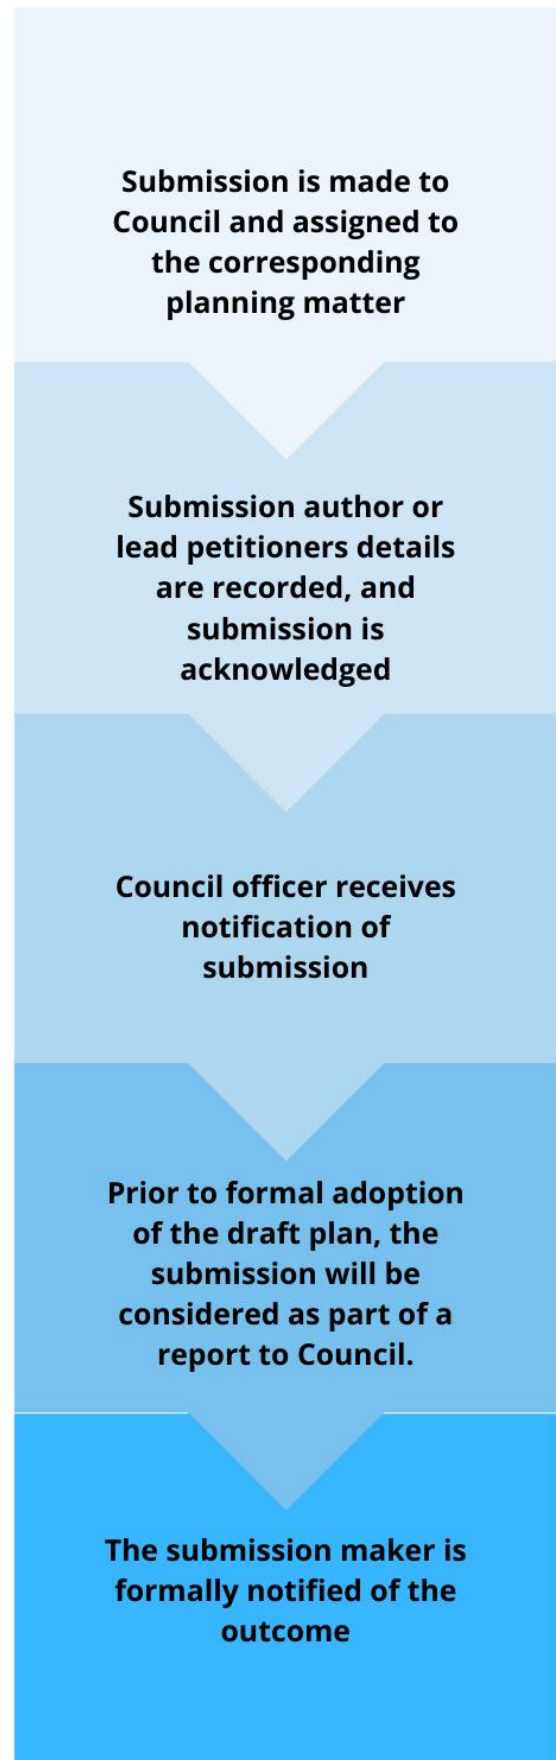 Submission is made to
Council and assigned to
the corresponding
planning matter
Submission author or
lead petitioners details
are recorded, and
submission is
acknowledged
Council officer receives
notification of
submission
Prior to formal adoption
of the draft plan, the
submission will be
considered as part of a
report to Council.
The submission maker is
formally notified of the
outcome